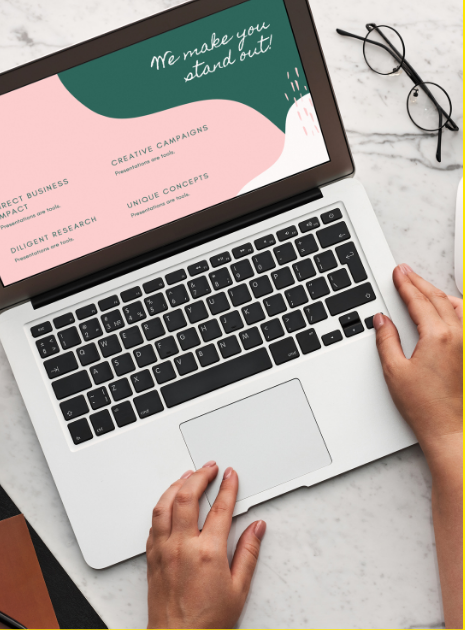 We make you
stand out!
CREATIVE CAMPAIGNS
Presentations are tools.
RECT BUSINESS
MPACT
Presentations are tools.
UNIQUE CONCEPTS
Presentations are tools.
DILIGENT RESEARCH
Presentations are tools.
Q W E R T Y U I O P
A S D F G H J K L
Z X C V B N M